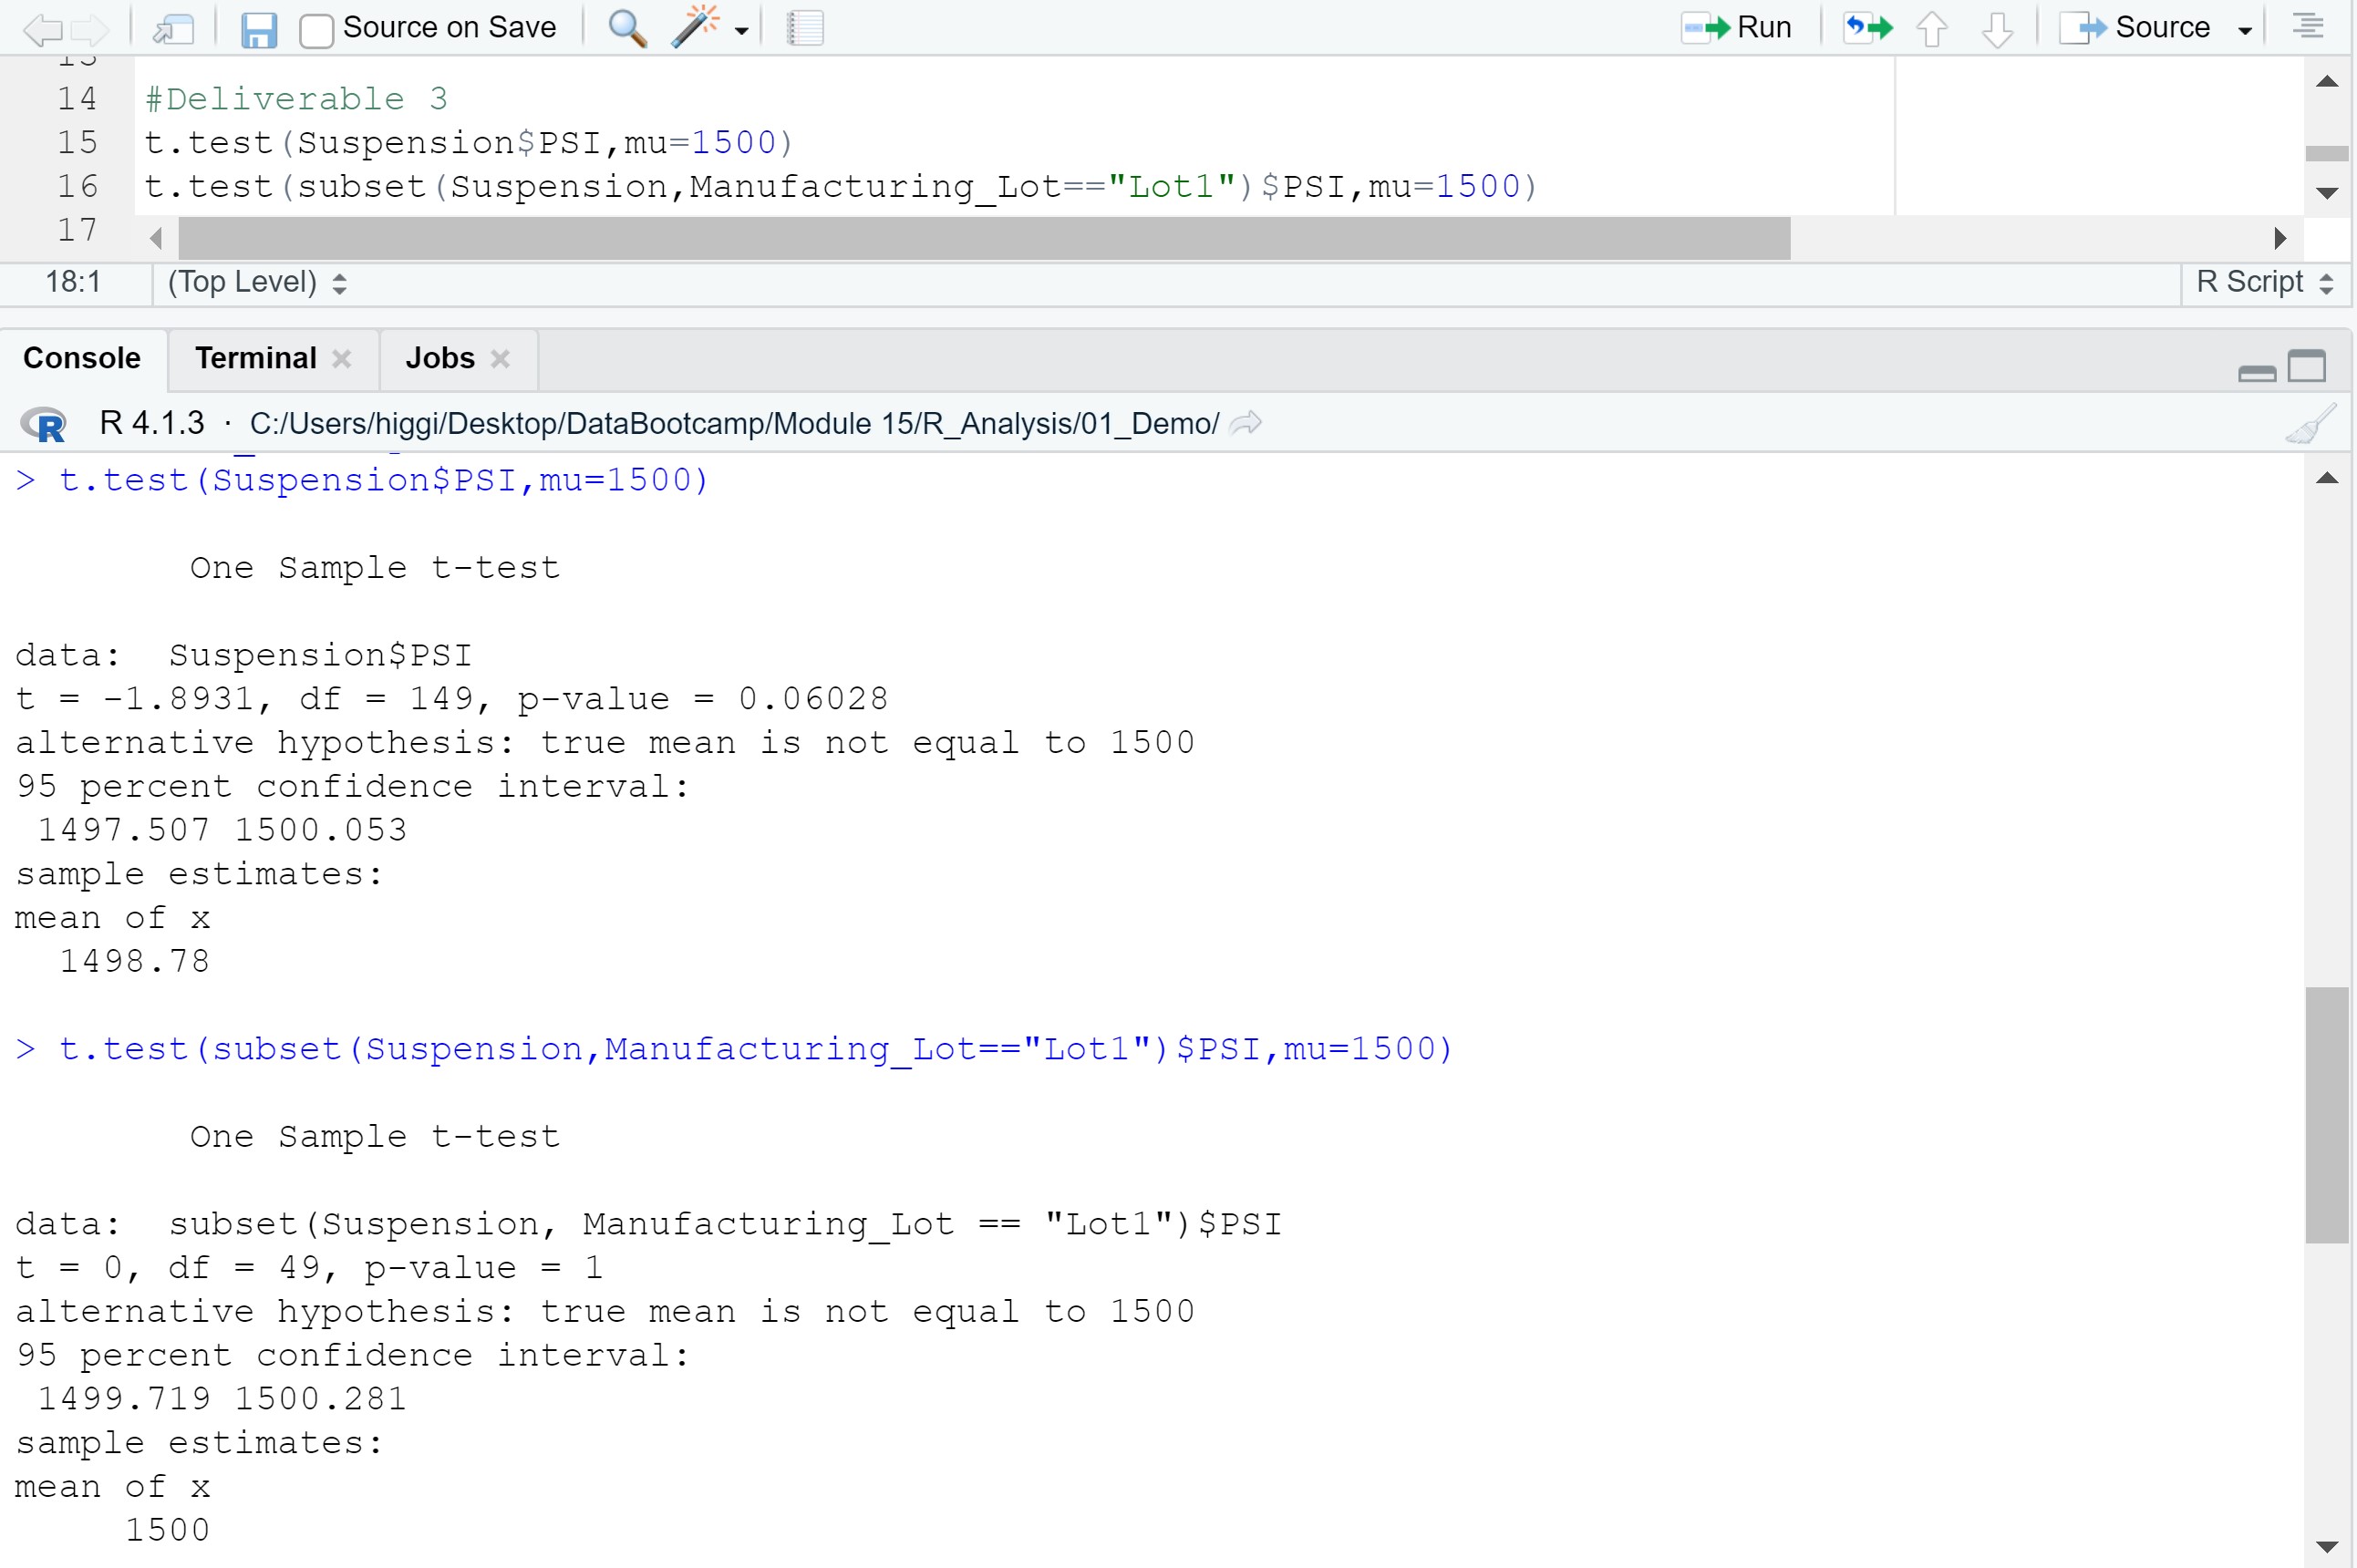 Source on Save Run Source
14 #Deliverable 3
15 t.test(Suspension$PSI,mu=1500)
16 t.test(subset(Suspension,Manufacturing_Lot=="Lot1")$PSI,mu=1500)
17
18:1 (Top Level) R Script
Console Terminal Jobs
R R 4.1.3 · C:/Users/higgi/Desktop/DataBootcamp/Module 15/R_Analysis/01_Demo/
> t.test(Suspension$PSI,mu=1500)
One Sample t-test
data:  Suspension$PSI
t = -1.8931, df = 149, p-value = 0.06028
alternative hypothesis: true mean is not equal to 1500
95 percent confidence interval:
1497.507 1500.053
sample estimates:
mean of x
1498.78
> t.test(subset(Suspension,Manufacturing_Lot=="Lot1")$PSI,mu=1500)
One Sample t-test
data:  subset(Suspension, Manufacturing_Lot == "Lot1")$PSI
t = 0, df = 49, p-value = 1
alternative hypothesis: true mean is not equal to 1500
95 percent confidence interval:
1499.719 1500.281
sample estimates:
mean of x
1500